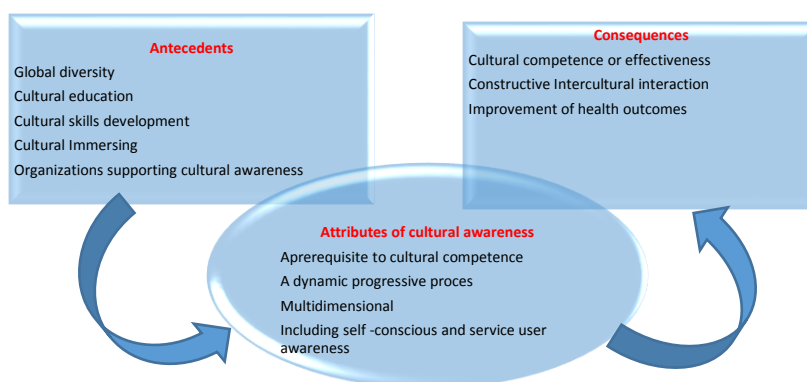 Antecedents
Global diversity
Cultural education
Cultural skills development
Cultural Immersing
Organizations supporting cultural awareness
Consequences
Cultural competence or effectiveness
Constructive Intercultural interaction
Improvement of health outcomes
Attributes of cultural awareness
Aprerequisite to cultural competence
A dynamic progressive proces
Multidimensional
Including self -conscious and service user
awareness